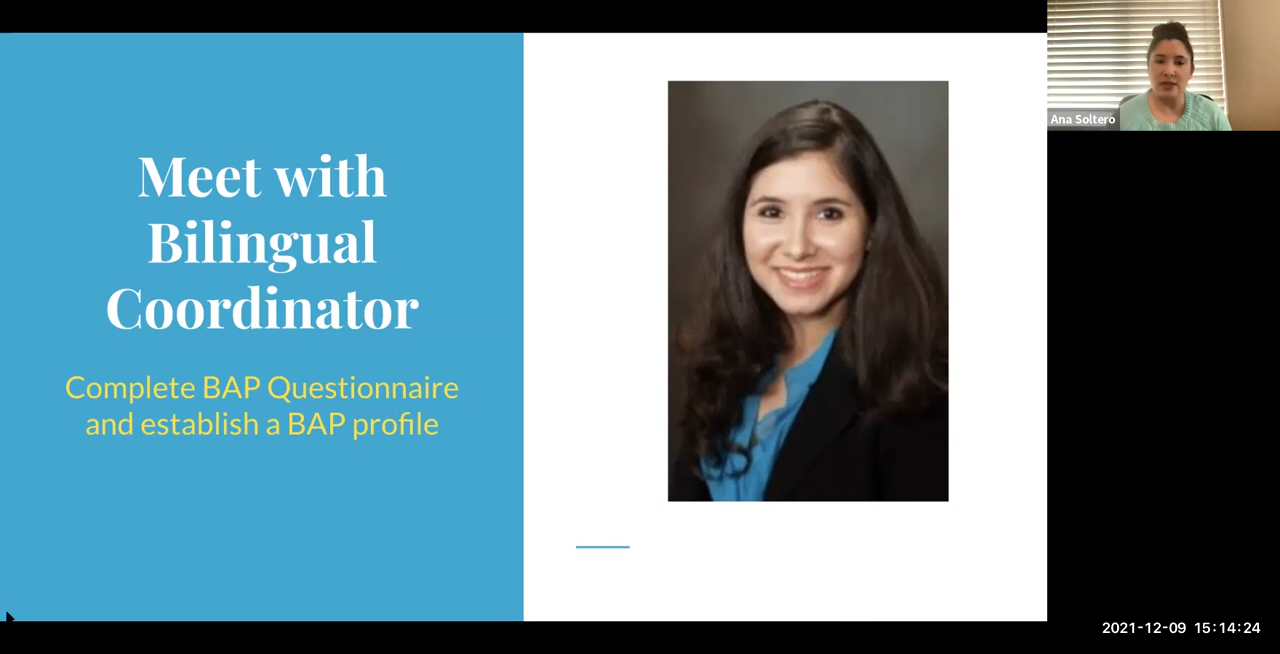 Meet with
Bilingual
Coordinator
Complete BAP Questionnaire
and establish a BAP profile
Ana Soltero
2021-12-09 15:14:24